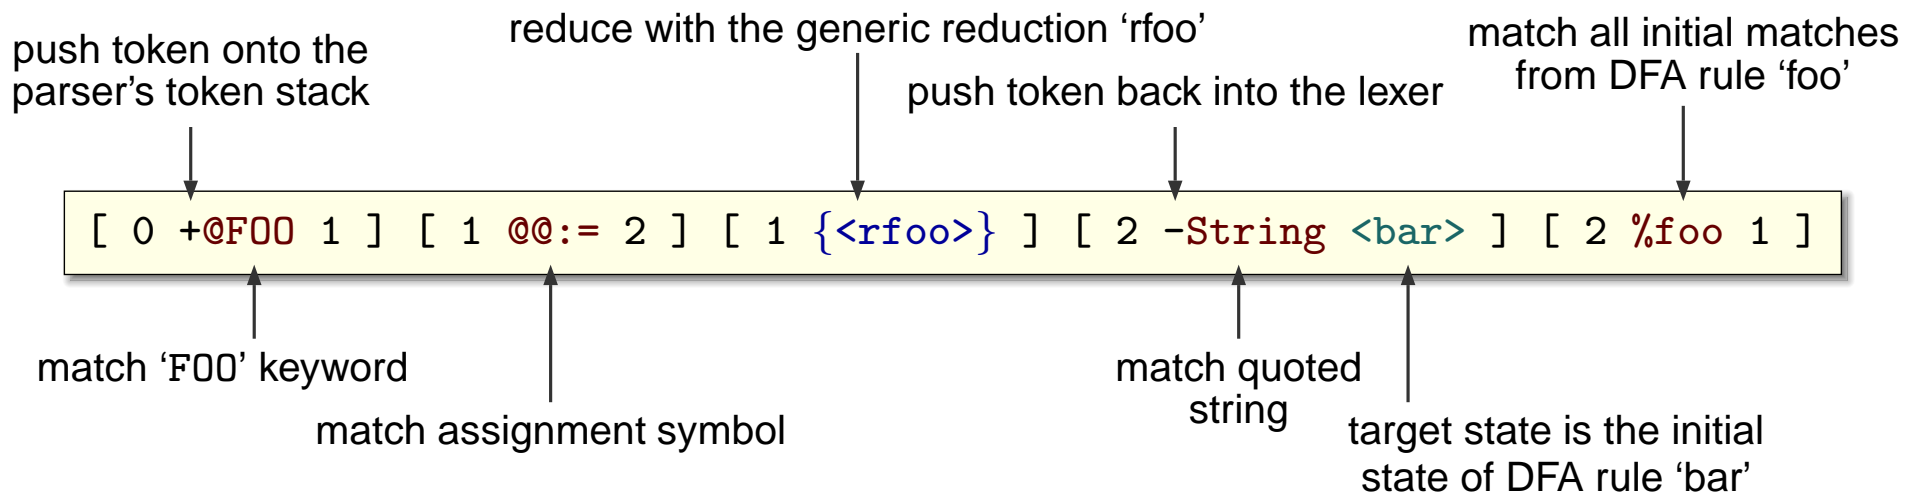 push token onto the
parser’s token stack
reduce with the generic reduction ‘rfoo’
push token back into the lexer
match all initial matches
from DFA rule ‘foo’
[ 0 +@FOO 1 ] [ 1 @@:= 2 ] [ 1 {<rfoo>} ] [ 2 -String <bar> ] [ 2 %foo 1 ]
match ‘FOO’ keyword
match assignment symbol
match quoted
string
target state is the initial
state of DFA rule ‘bar’